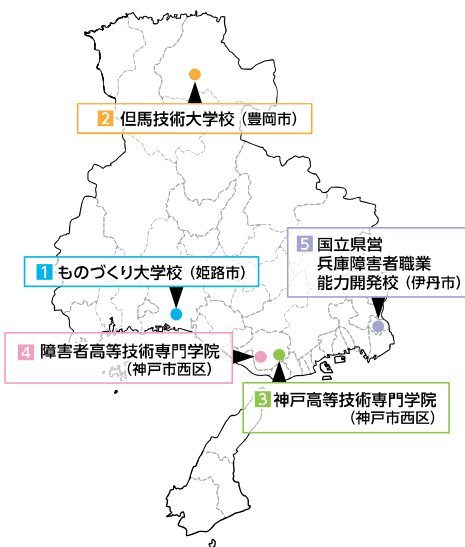 2 但馬技術大学校（豊岡市）
5 国立県営
兵庫障害者職業
能力開発校（伊丹市）
1 ものづくり大学校（姫路市）
4 障害者高等技術専門学院
（神戸市西区）
3 神戸高等技術専門学院
（神戸市西区）